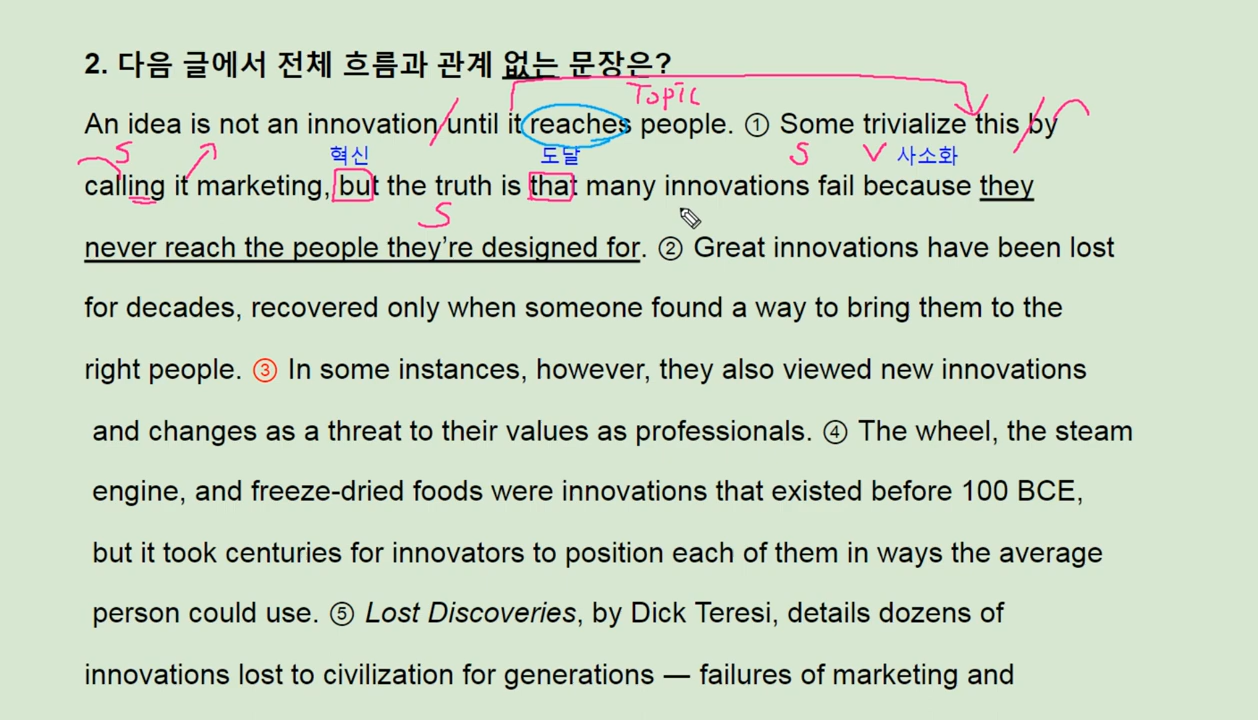 2. 다음 글에서 전체 흐름과 관계 없는 문장은?
Topic
An idea is not an innovation until it reaches people. ① Some trivialize this by
S 혁신 도달 S V 사소화
calling it marketing, but the truth is that many innovations fail because they
S
never reach the people they're designed for. ② Great innovations have been lost
for decades, recovered only when someone found a way to bring them to the
right people. ③ In some instances, however, they also viewed new innovations
and changes as a threat to their values as professionals. ④ The wheel, the steam
engine, and freeze-dried foods were innovations that existed before 100 BCE,
but it took centuries for innovators to position each of them in ways the average
person could use. ⑤ Lost Discoveries, by Dick Teresi, details dozens of
innovations lost to civilization for generations — failures of marketing and